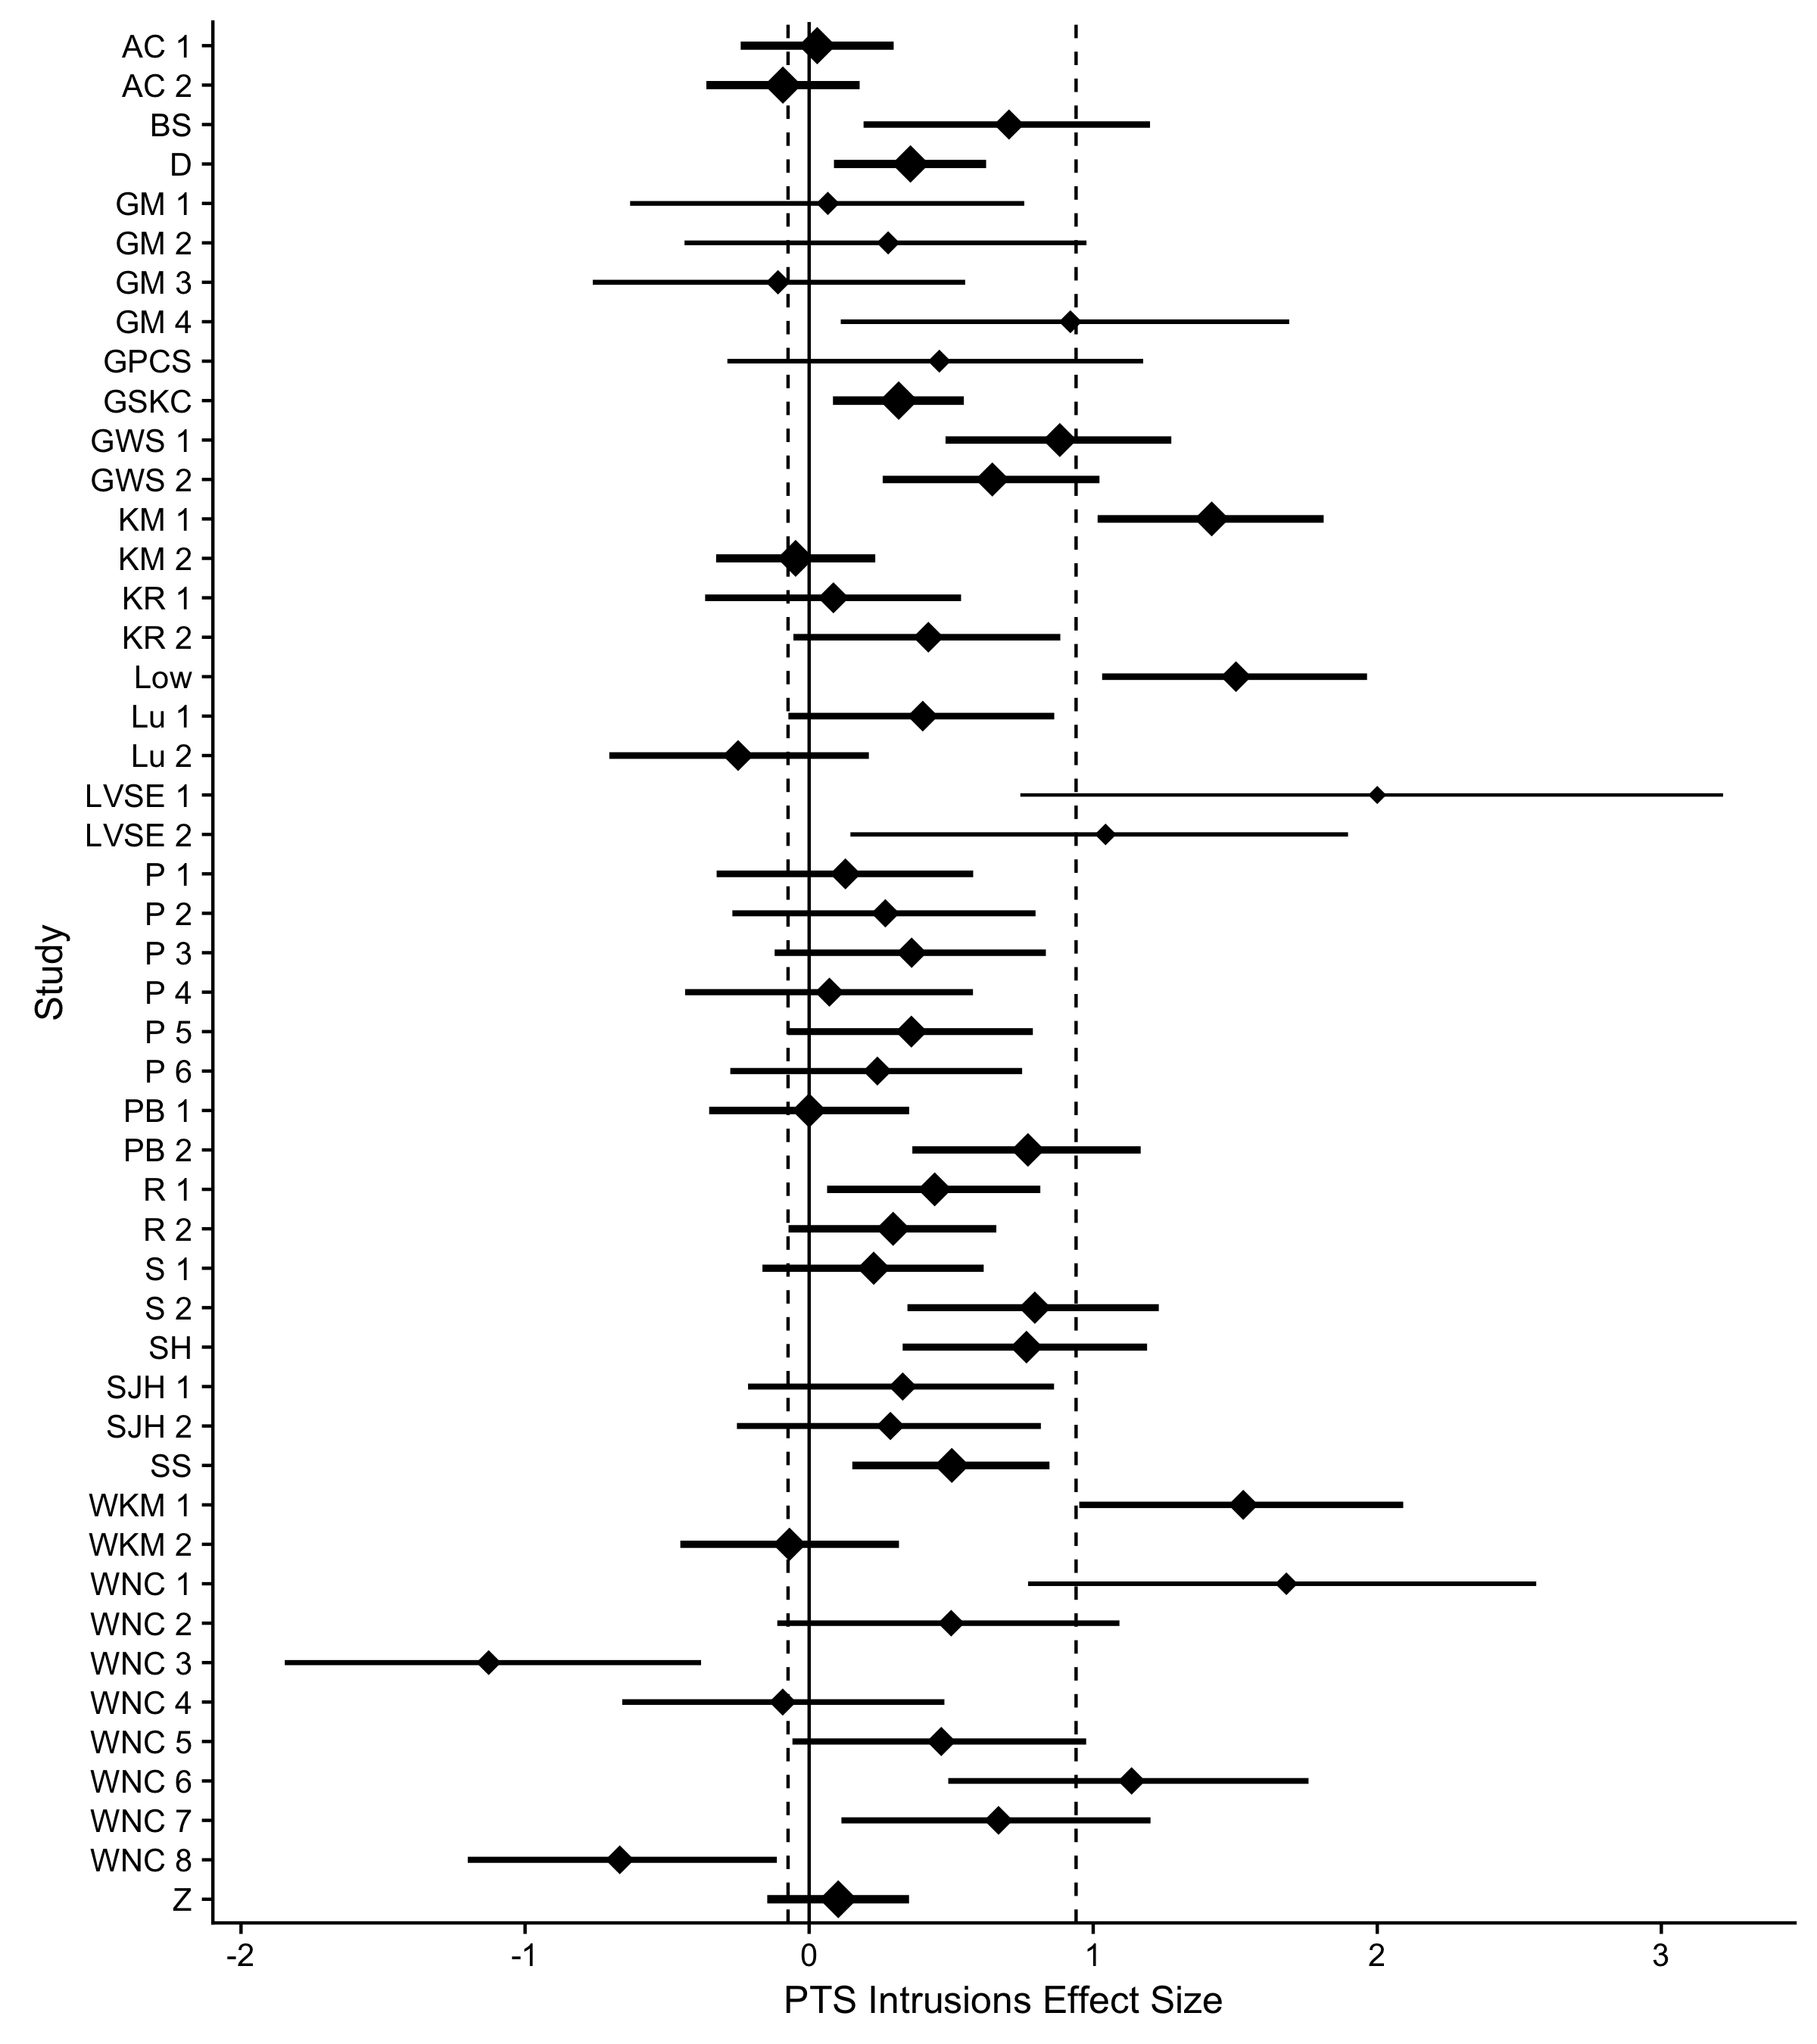 AC 1
AC 2
BS
D
GM 1
GM 2
GM 3
GM 4
GPCS
GSKC
GWS 1
GWS 2
KM 1
KM 2
KR 1
KR 2
Low
Lu 1
Lu 2
LVSE 1
LVSE 2
P 1
P 2
P 3
P 4
P 5
P 6
PB 1
PB 2
R 1
R 2
S 1
S 2
SH
SJH 1
SJH 2
SS
WKM 1
WKM 2
WNC 1
WNC 2
WNC 3
WNC 4
WNC 5
WNC 6
WNC 7
WNC 8
Z
Study
-2 -1 0 1 2 3
PTS Intrusions Effect Size